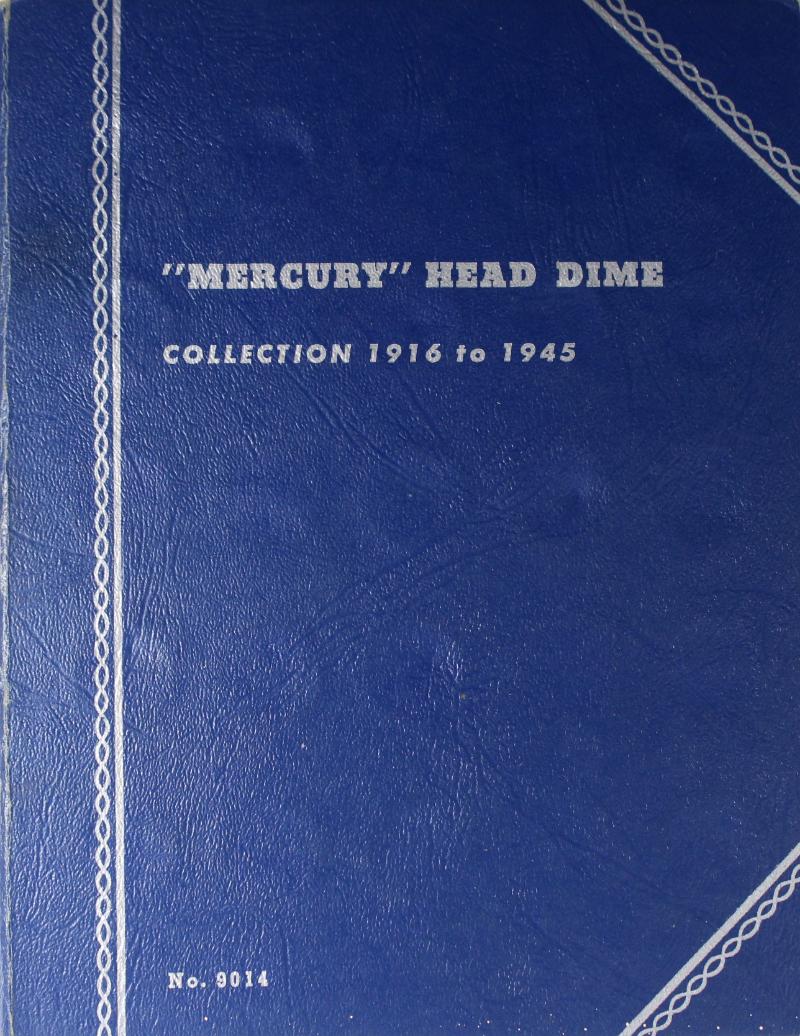 "MERCURY" HEAD DIME
COLLECTION 1916 to 1945
No. 9014